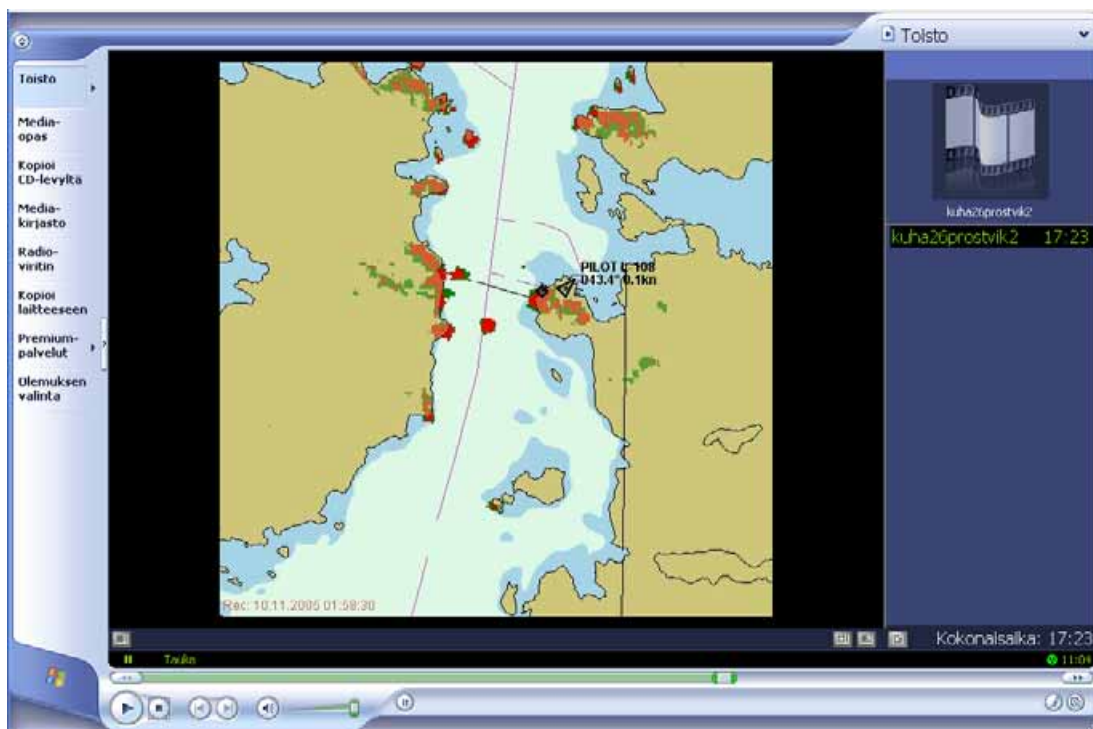 Toisto
Toisto
Media-
opas
Kopioi
CD-levyltä
Media-
kirjasto
Radio-
viritin
Kopioi
laitteeseen
Premium-
palvelut
Ulemuksen
valinta
PILOT L 108
043.4° 0.1kn
Rec: 10.11.2005 01:58:30
kuha26prostvik2
kuha26prostvik2 17:23
Kokonaisaika: 17:23
Tauko
11:04